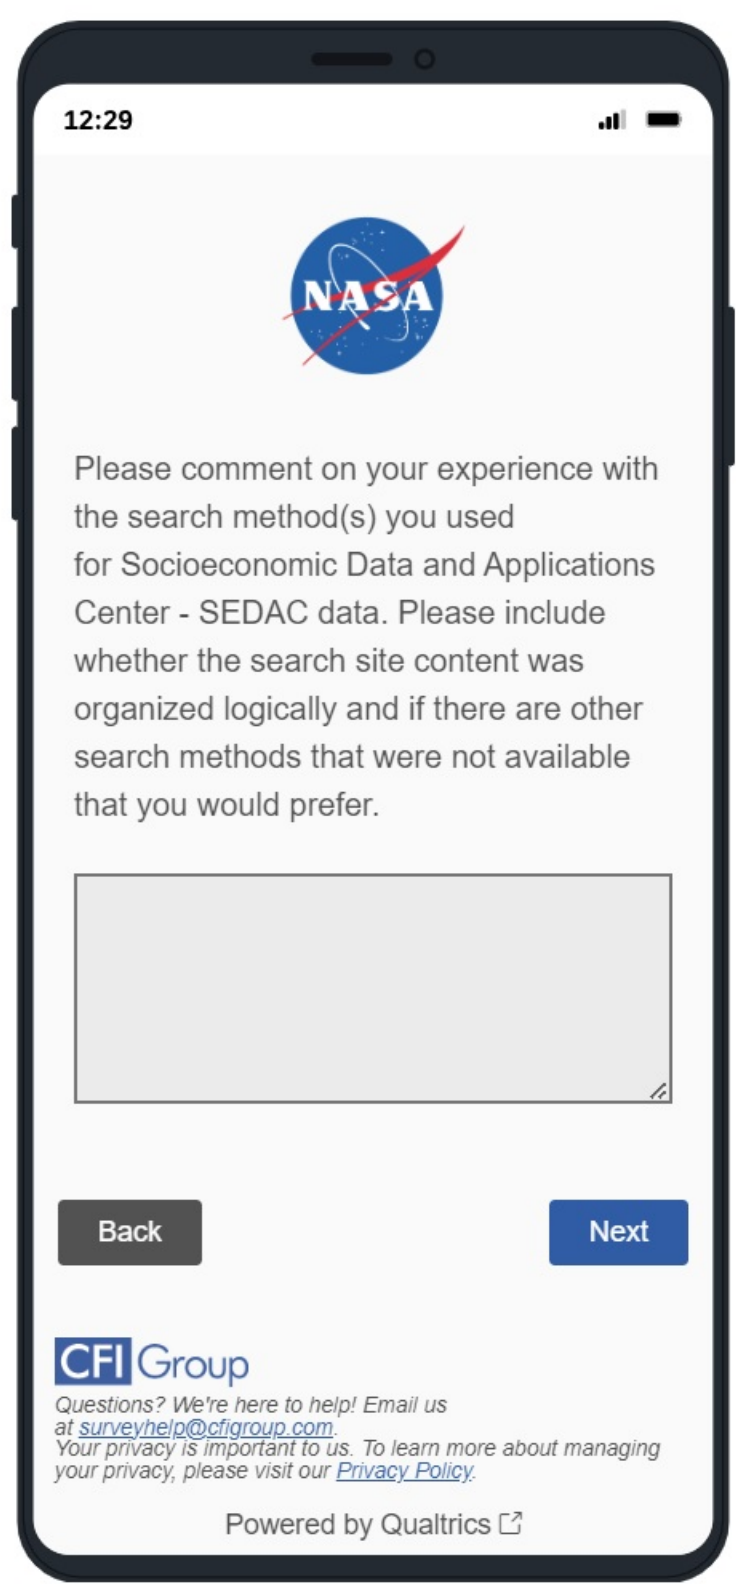 12:29
NASA
Please comment on your experience with
the search method(s) you used
for Socioeconomic Data and Applications
Center - SEDAC data. Please include
whether the search site content was
organized logically and if there are other
search methods that were not available
that you would prefer.
Back
Next
CFI Group
Questions? We're here to help! Email us
at surveyhelp@cfigroup.com.
Your privacy is important to us. To learn more about managing
your privacy, please visit our Privacy Policy.
Powered by Qualtrics